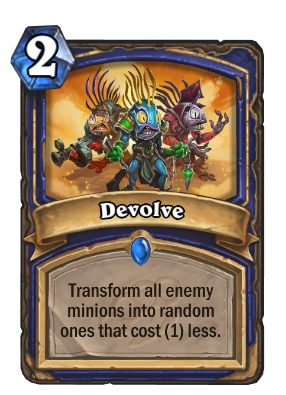 2
Devolve
Transform all enemy
minions into random
ones that cost (1) less.